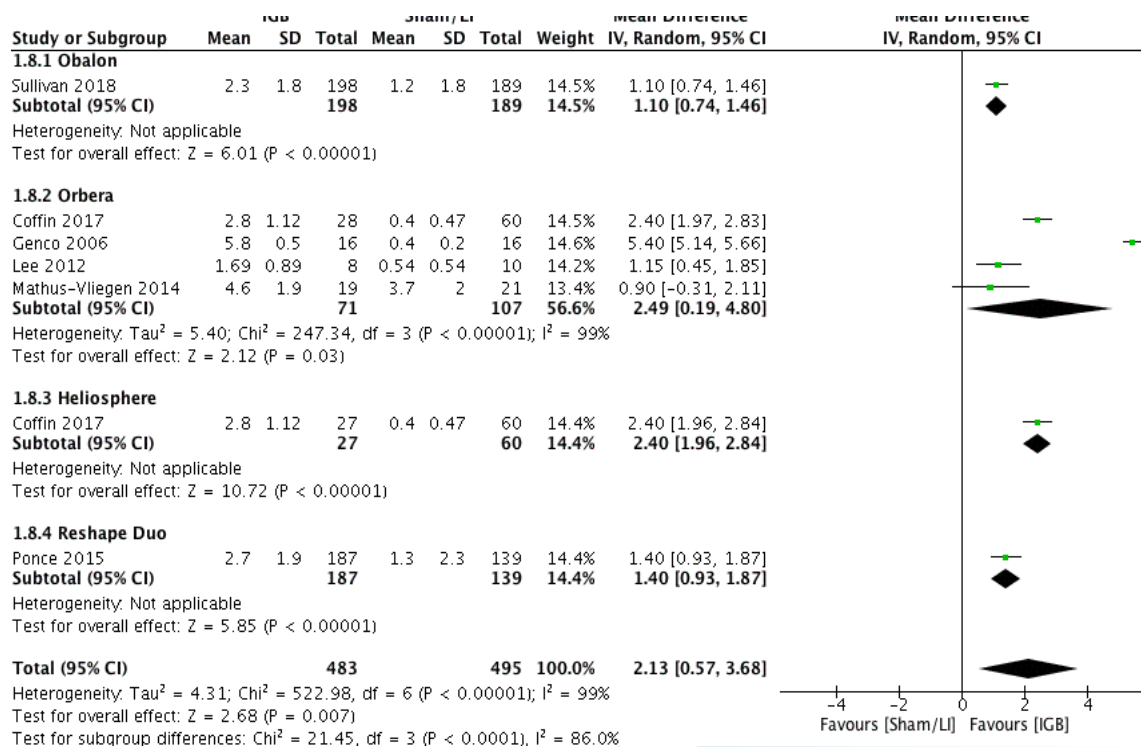 IGB Sham/LI Mean Difference Mean Difference
Study or Subgroup Mean SD Total Mean SD Total Weight IV, Random, 95% CI IV, Random, 95% CI
1.8.1 Obalon
Sullivan 2018 2.3 1.8 198 1.2 1.8 189 14.5% 1.10 [0.74, 1.46]
Subtotal (95% CI) 198 189 14.5% 1.10 [0.74, 1.46]
Heterogeneity: Not applicable
Test for overall effect: Z = 6.01 (P < 0.00001)
1.8.2 Orbera
Coffin 2017 2.8 1.12 28 0.4 0.47 60 14.5% 2.40 [1.97, 2.83]
Genco 2006 5.8 0.5 16 0.4 0.2 16 14.6% 5.40 [5.14, 5.66]
Lee 2012 1.69 0.89 8 0.54 0.54 10 14.2% 1.15 [0.45, 1.85]
Mathus-Vliegen 2014 4.6 1.9 19 3.7 2 21 13.4% 0.90 [-0.31, 2.11]
Subtotal (95% CI) 71 107 56.6% 2.49 [0.19, 4.80]
Heterogeneity: Tau² = 5.40; Chi² = 247.34, df = 3 (P < 0.00001); I² = 99%
Test for overall effect: Z = 2.12 (P = 0.03)
1.8.3 Heliosphere
Coffin 2017 2.8 1.12 27 0.4 0.47 60 14.4% 2.40 [1.96, 2.84]
Subtotal (95% CI) 27 60 14.4% 2.40 [1.96, 2.84]
Heterogeneity: Not applicable
Test for overall effect: Z = 10.72 (P < 0.00001)
1.8.4 Reshape Duo
Ponce 2015 2.7 1.9 187 1.3 2.3 139 14.4% 1.40 [0.93, 1.87]
Subtotal (95% CI) 187 139 14.4% 1.40 [0.93, 1.87]
Heterogeneity: Not applicable
Test for overall effect: Z = 5.85 (P < 0.00001)
Total (95% CI) 483 495 100.0% 2.13 [0.57, 3.68]
Heterogeneity: Tau² = 4.31; Chi² = 522.98, df = 6 (P < 0.00001); I² = 99%
Test for overall effect: Z = 2.68 (P = 0.007)
Test for subgroup differences: Chi² = 21.45, df = 3 (P < 0.0001), I² = 86.0%
-4 -2 0 2 4
Favours [Sham/LI] Favours [IGB]